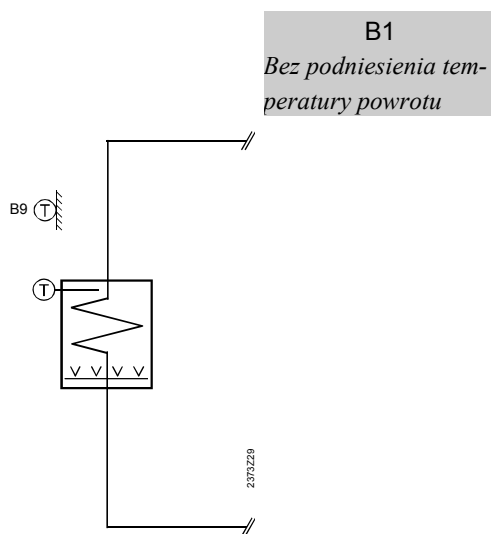 B1
Bez podniesienia tem-
peratury powrotu
B9 T
T
2373Z29